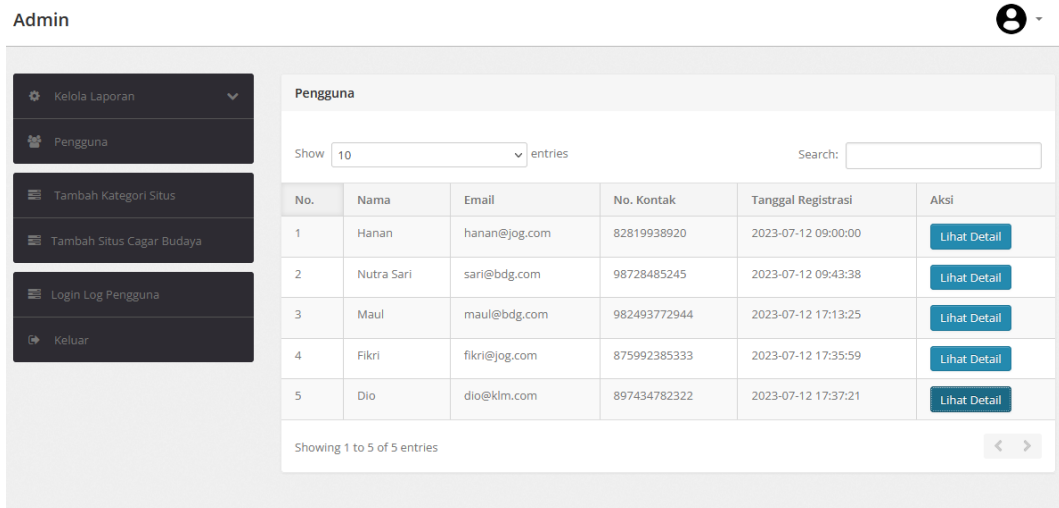 Admin
Kelola Laporan
Pengguna
Tambah Kategori Situs
Tambah Situs Cagar Budaya
Login Log Pengguna
Keluar
Pengguna
Show 10 entries Search:
No. Nama Email No. Kontak Tanggal Registrasi Aksi
1 Hanan hanan@jog.com 82819938920 2023-07-12 09:00:00 Lihat Detail
2 Nutra Sari sari@bdg.com 98728485245 2023-07-12 09:43:38 Lihat Detail
3 Maul maul@bdg.com 982493772944 2023-07-12 17:13:25 Lihat Detail
4 Fikri fikri@jog.com 875992385333 2023-07-12 17:35:59 Lihat Detail
5 Dio dio@klm.com 897434782322 2023-07-12 17:37:21 Lihat Detail
Showing 1 to 5 of 5 entries